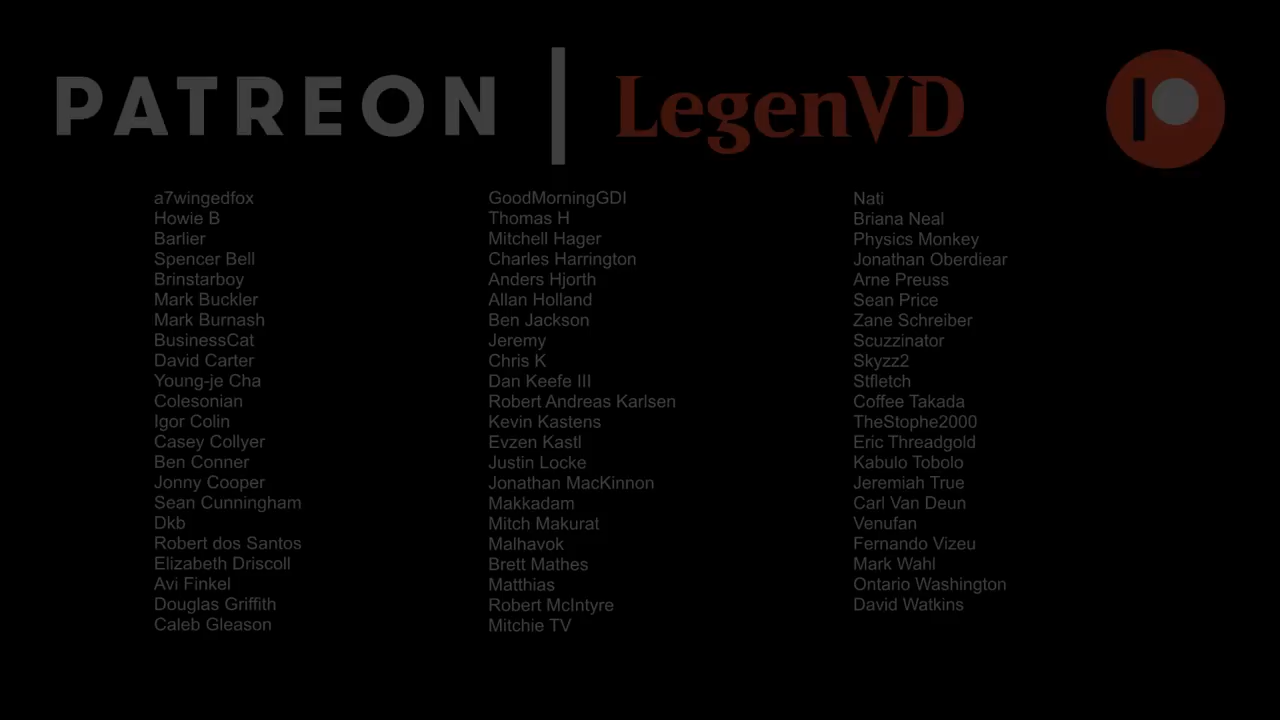 PATREON | LegenVD
a7wingedfox
Howie B
Barlier
Spencer Bell
Brinstarboy
Mark Buckler
Mark Burnash
BusinessCat
David Carter
Young-je Cha
Colesonian
Igor Colin
Casey Collyer
Ben Conner
Jonny Cooper
Sean Cunningham
Dkb
Robert dos Santos
Elizabeth Driscoll
Avi Finkel
Douglas Griffith
Caleb Gleason
GoodMorningGDI
Thomas H
Mitchell Hager
Charles Harrington
Anders Hjorth
Allan Holland
Ben Jackson
Jeremy
Chris K
Dan Keefe III
Robert Andreas Karlsen
Kevin Kastens
Evzen Kastl
Justin Locke
Jonathan MacKinnon
Makkadam
Mitch Makurat
Malhavok
Brett Mathes
Matthias
Robert McIntyre
Mitchie TV
Nati
Briana Neal
Physics Monkey
Jonathan Oberdiear
Arne Preuss
Sean Price
Zane Schreiber
Scuzzinator
Skyzz2
Stfletch
Coffee Takada
TheStophe2000
Eric Threadgold
Kabulo Tobolo
Jeremiah True
Carl Van Deun
Venufan
Fernando Vizeu
Mark Wahl
Ontario Washington
David Watkins